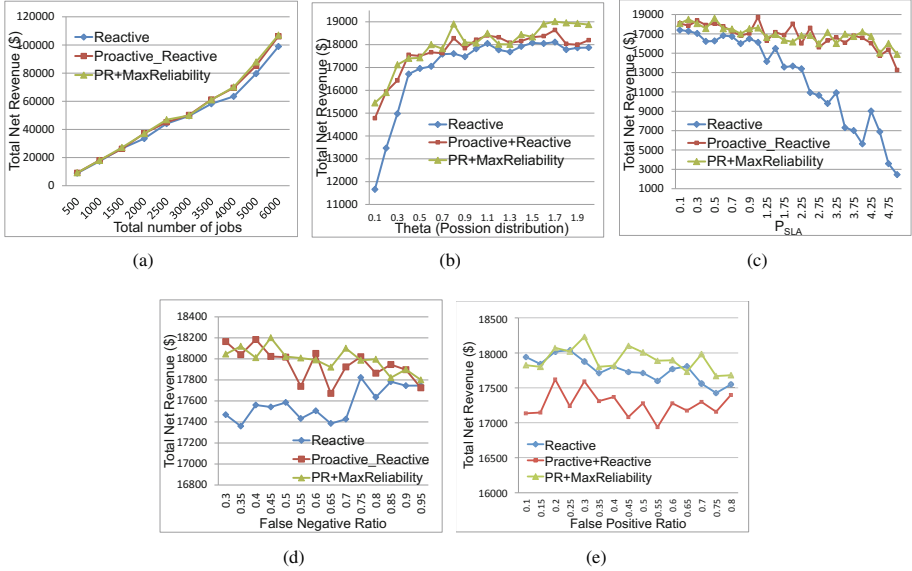 Total Net Revenue ($)
120000
100000
80000
60000
40000
20000
0
Reactive
Proactive_Reactive
PR+MaxReliability
500 1000 1500 2000 2500 3000 3500 4000 5000 6000
Total number of jobs
(a)
Total Net Revenue ($)
19000
18000
17000
16000
15000
14000
13000
12000
11000
Reactive
Proactive+Reactive
PR+MaxReliability
0.1 0.3 0.5 0.7 0.9 1.1 1.3 1.5 1.7 1.9
Theta (Possion distribution)
(b)
Total Net Revenue ($)
19000
17000
15000
13000
11000
9000
7000
5000
3000
1000
Reactive
Proactive_Reactive
PR+MaxReliability
0.1 0.3 0.5 0.7 0.9 1.25 1.75 2.25 2.75 3.25 3.75 4.25 4.75
PSLA
(c)
Total Net Revenue ($)
18400
18200
18000
17800
17600
17400
17200
17000
16800
Reactive
Proactive_Reactive
PR+MaxReliability
0.3 0.35 0.4 0.45 0.5 0.55 0.6 0.65 0.7 0.75 0.8 0.85 0.9 0.95
False Negative Ratio
(d)
Total Net Revenue ($)
18500
18000
17500
17000
16500
16000
Reactive
Practive+Reactive
PR+MaxReliability
0.1 0.15 0.2 0.25 0.3 0.35 0.4 0.45 0.5 0.55 0.6 0.65 0.7 0.75 0.8
False Positive Ratio
(e)